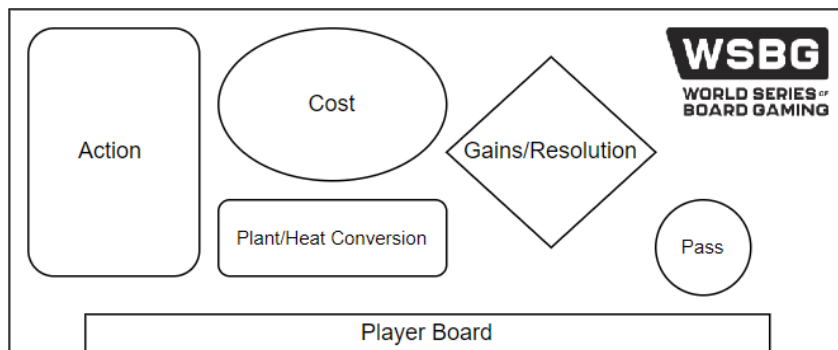 Action
Cost
Gains/Resolution
WSBG
WORLD SERIES OF
BOARD GAMING
Plant/Heat Conversion
Pass
Player Board